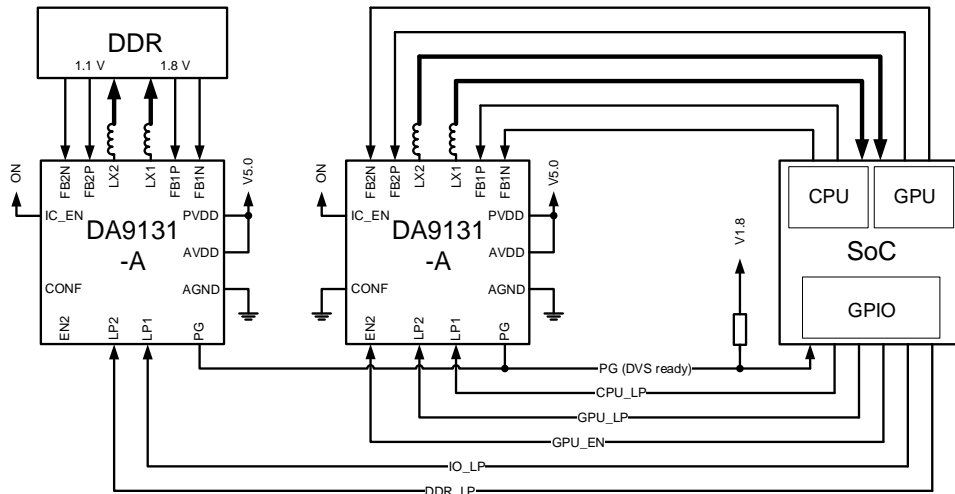 DDR
1.1 V
1.8 V
ON
FB2N
FB2P
LX2
LX1
FB1P
FB1N
V5.0
IC_EN
PVDD
DA9131
-A
AVDD
CONF
AGND
EN2
LP2
LP1
PG
ON
FB2N
FB2P
LX2
LX1
FB1P
FB1N
V5.0
IC_EN
PVDD
DA9131
-A
AVDD
CONF
AGND
EN2
LP2
LP1
PG
V1.8
CPU
GPU
SoC
GPIO
PG (DVS ready)
CPU_LP
GPU_LP
GPU_EN
IO_LP
DDR_LP